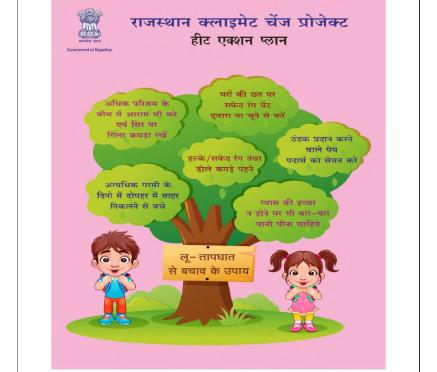 राजस्थान क्लाइमेट चेंज प्रोजेक्ट
हीट एक्शन प्लान
Government of Rajasthan
अधिक परिश्रम के
बीच में आराम भी करे
एवं सिर पर
गिला कपडा रखें
घरों की छत पर
सफेद रंग पेंट
पुचारा या चूने से करें
ठंडक प्रदान करने
वाले पेय
पदार्थ का सेवन करे
हल्के/सफेद रंग तथा
ढीले कपड़े पहने
अत्यधिक गरमी के
दिनो में दोपहर में बाहर
निकलने से बचे
प्यास की इच्छा
न होने पर भी बार-बार
पानी पीना चाहिये
लू-तापघात
से बचाव के उपाय